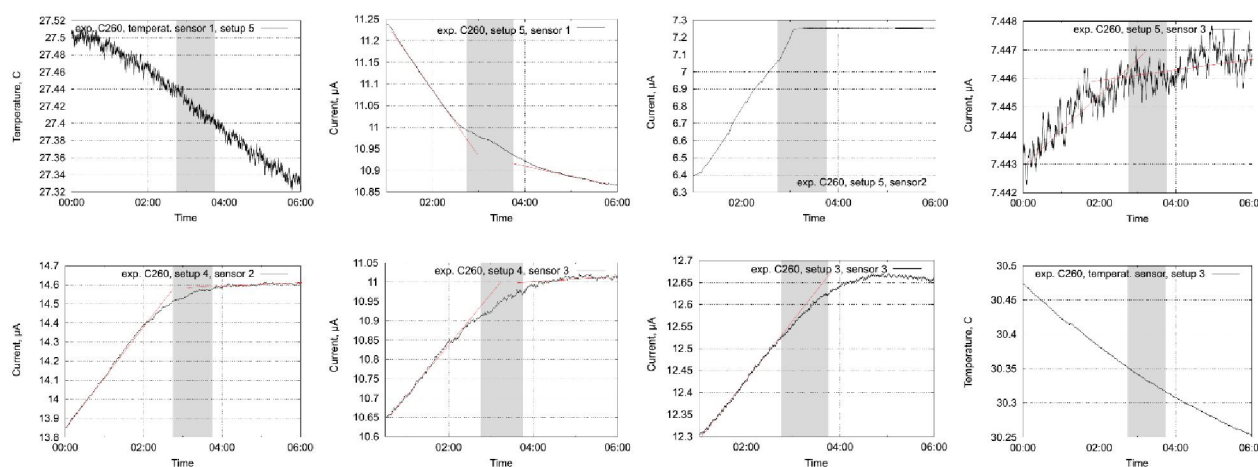 exp. C260, temperat. sensor 1, setup 5
27.52
27.5
27.48
27.46
27.44
27.42
27.4
27.38
27.36
27.34
27.32
Temperature, C
00:00 02:00 04:00 06:00
Time
exp. C260, setup 5, sensor 1
11.25
11.2
11.15
11.1
11.05
11
10.95
10.9
10.85
Current, µA
02:00 04:00 06:00
Time
7.3
7.2
7.1
7
6.9
6.8
6.7
6.6
6.5
6.4
6.3
Current, µA
exp. C260, setup 5, sensor2
02:00 04:00 06:00
Time
exp. C260, setup 5, sensor 3
7.448
7.447
7.446
7.445
7.444
7.443
7.442
Current, µA
00:00 02:00 04:00 06:00
Time
exp. C260, setup 4, sensor 2
14.7
14.6
14.5
14.4
14.3
14.2
14.1
14
13.9
13.8
Current, µA
00:00 02:00 04:00 06:00
Time
exp. C260, setup 4, sensor 3
11.05
11
10.95
10.9
10.85
10.8
10.75
10.7
10.65
10.6
Current, µA
02:00 04:00 06:00
Time
exp. C260, setup 3, sensor 3
12.7
12.65
12.6
12.55
12.5
12.45
12.4
12.35
12.3
Current, µA
02:00 04:00 06:00
Time
exp. C260, temperat. sensor, setup 3
30.5
30.45
30.4
30.35
30.3
30.25
Temperature, C
00:00 02:00 04:00 06:00
Time